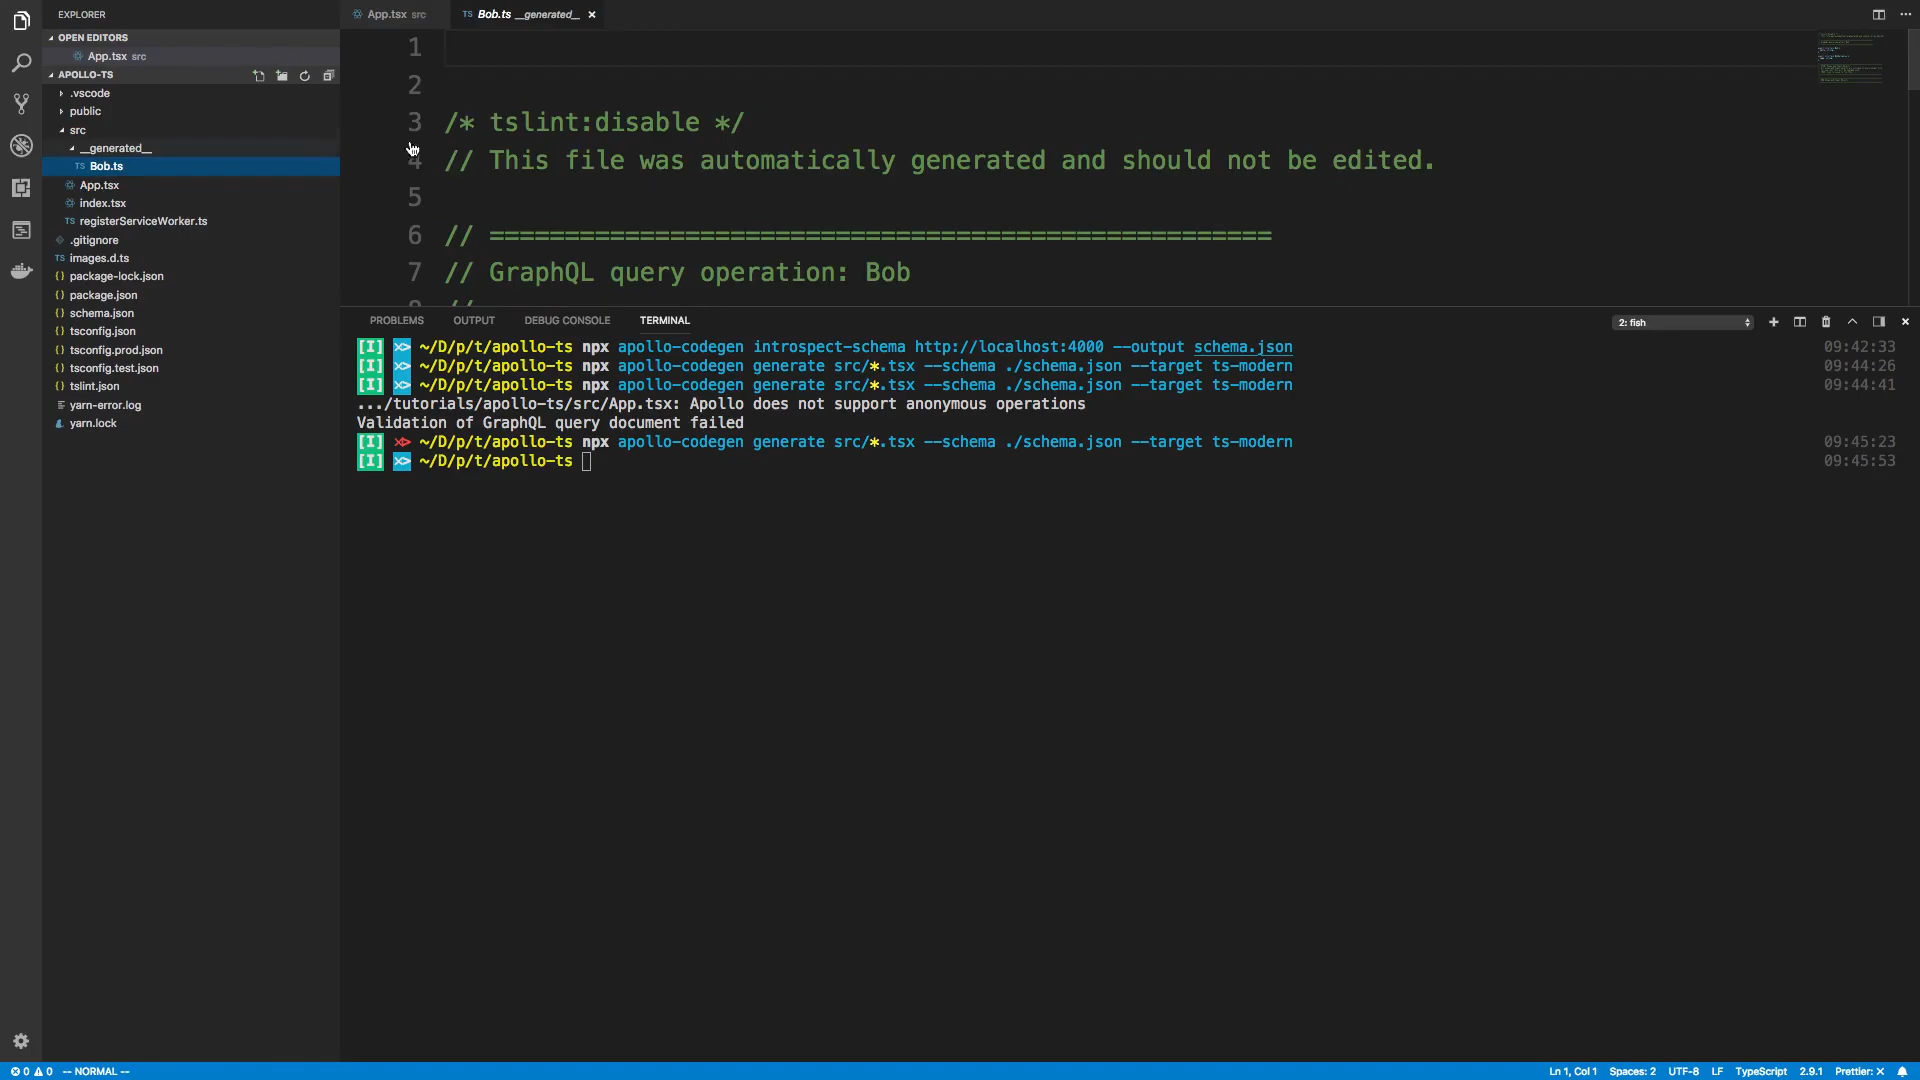 EXPLORER
OPEN EDITORS
App.tsx src
APOLLO-TS
.vscode
public
src
__generated__
TS Bob.ts
App.tsx
index.tsx
TS registerServiceWorker.ts
.gitignore
TS images.d.ts
{} package-lock.json
{} package.json
{} schema.json
{} tsconfig.json
{} tsconfig.prod.json
{} tsconfig.test.json
{} tslint.json
yarn-error.log
yarn.lock
App.tsx src
TS Bob.ts __generated__ ×
1
2
3 /* tslint:disable */
4 // This file was automatically generated and should not be edited.
5
6 // ====================================================
7 // GraphQL query operation: Bob
PROBLEMS OUTPUT DEBUG CONSOLE TERMINAL
2: fish
[I] ~/D/p/t/apollo-ts npx apollo-codegen introspect-schema http://localhost:4000 --output schema.json 09:42:33
[I] ~/D/p/t/apollo-ts npx apollo-codegen generate src/*.tsx --schema ./schema.json --target ts-modern 09:44:26
[I] ~/D/p/t/apollo-ts npx apollo-codegen generate src/*.tsx --schema ./schema.json --target ts-modern 09:44:41
.../tutorials/apollo-ts/src/App.tsx: Apollo does not support anonymous operations
Validation of GraphQL query document failed
[I] ~/D/p/t/apollo-ts npx apollo-codegen generate src/*.tsx --schema ./schema.json --target ts-modern 09:45:23
[I] ~/D/p/t/apollo-ts 09:45:53
0 0 -- NORMAL --
Ln 1, Col 1 Spaces: 2 UTF-8 LF TypeScript 2.9.1 Prettier: ×